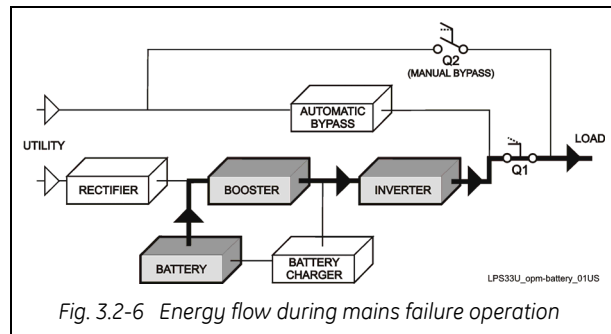 Q2
(MANUAL BYPASS)
AUTOMATIC
BYPASS
UTILITY
LOAD
Q1
RECTIFIER
BOOSTER
INVERTER
BATTERY
BATTERY
CHARGER
LPS33U_opm-battery_01US
Fig. 3.2-6 Energy flow during mains failure operation